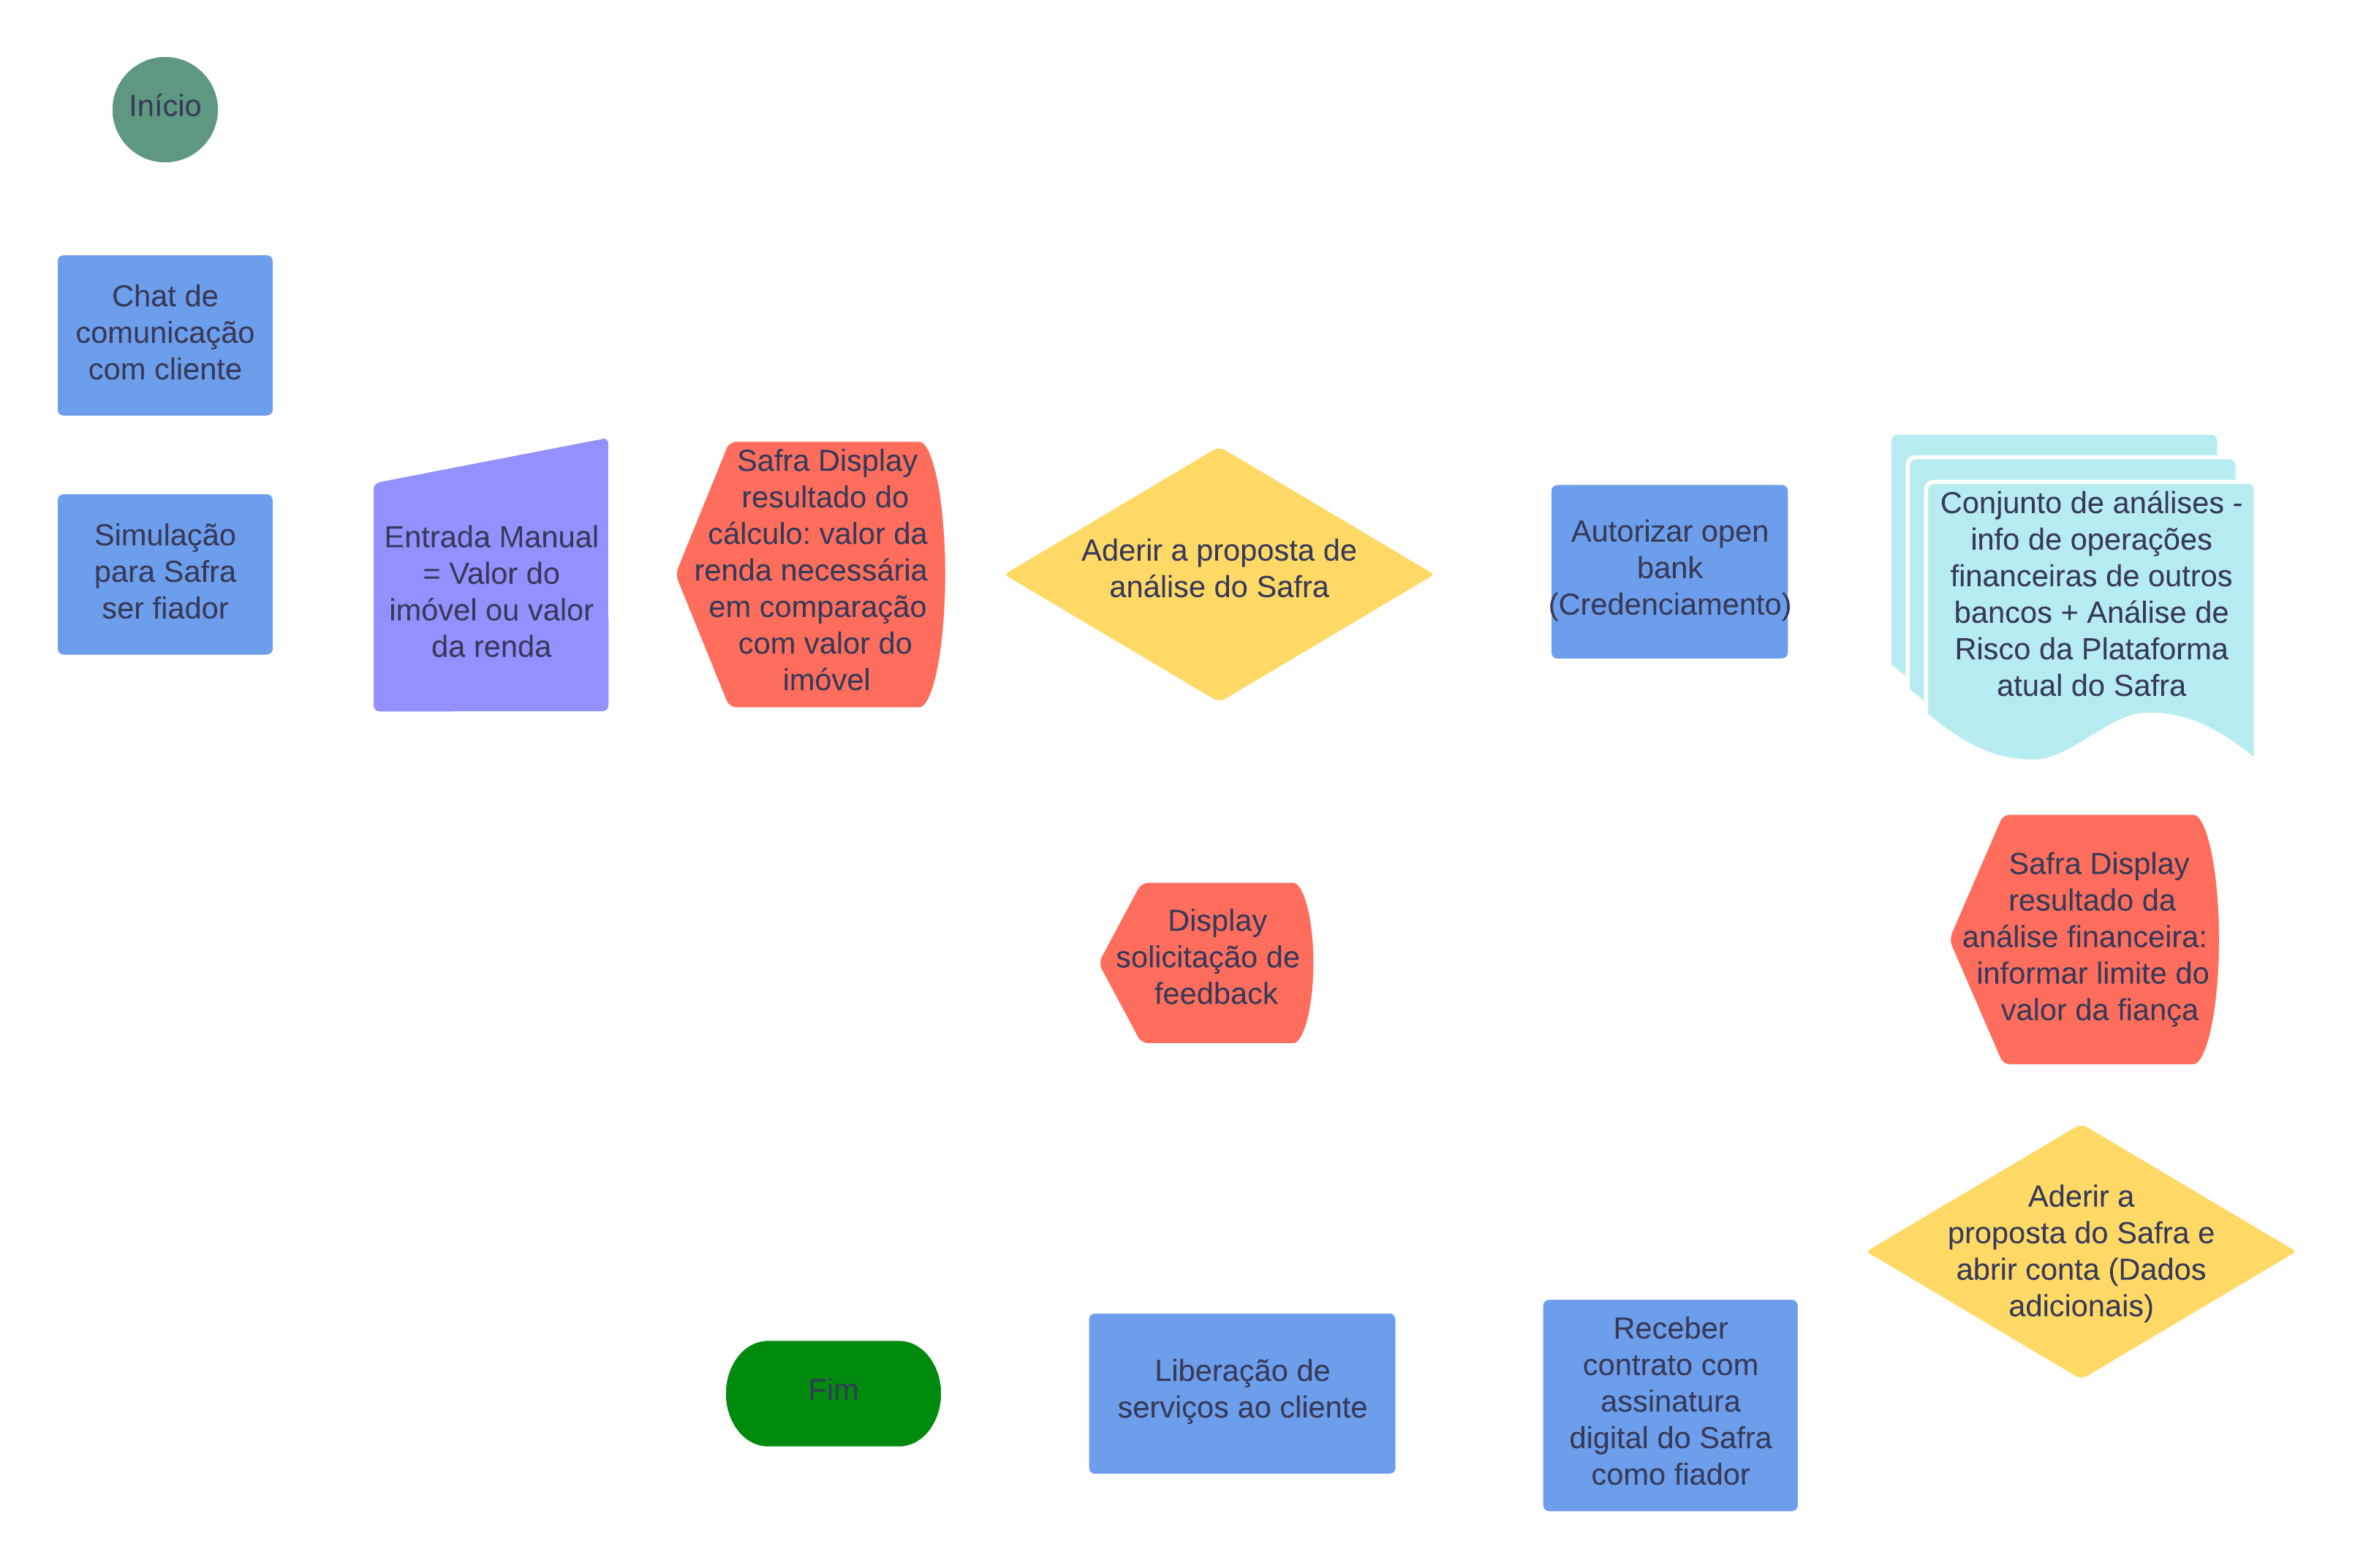 Início
Chat de
comunicação
com cliente
Simulação
para Safra
ser fiador
Entrada Manual
= Valor do
imóvel ou valor
da renda
Safra Display
resultado do
cálculo: valor da
renda necessária
em comparação
com valor do
imóvel
Aderir a proposta de
análise do Safra
Autorizar open
bank
(Credenciamento)
Conjunto de análises -
info de operações
financeiras de outros
bancos + Análise de
Risco da Plataforma
atual do Safra
Display
solicitação de
feedback
Safra Display
resultado da
análise financeira:
informar limite do
valor da fiança
Aderir a
proposta do Safra e
abrir conta (Dados
adicionais)
Fim
Liberação de
serviços ao cliente
Receber
contrato com
assinatura
digital do Safra
como fiador